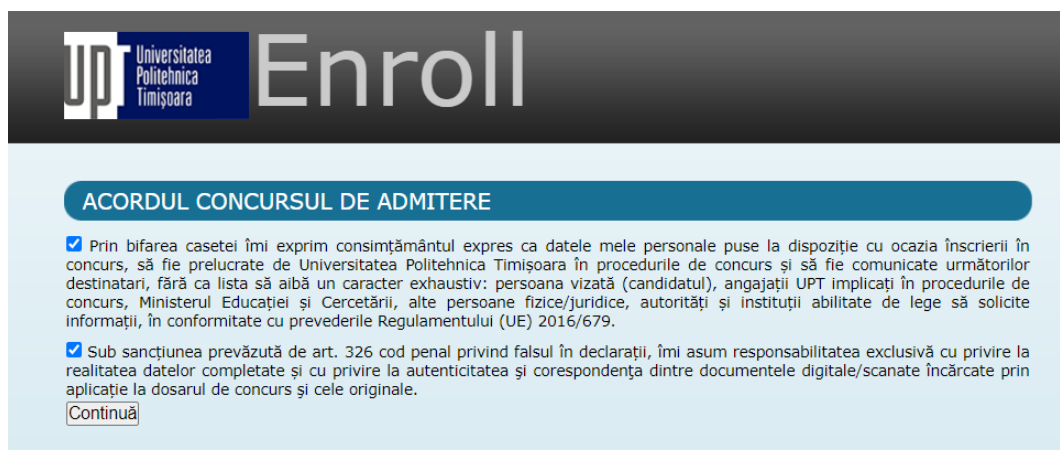 UPT Universitatea
Politehnica
Timișoara
Enroll
ACORDUL CONCURSUL DE ADMITERE
Prin bifarea casetei îmi exprim consimțământul expres ca datele mele personale puse la dispoziție cu ocazia înscrierii în
concurs, să fie prelucrate de Universitatea Politehnica Timișoara în procedurile de concurs și să fie comunicate următorilor
destinatari, fără ca lista să aibă un caracter exhaustiv: persoana vizată (candidatul), angajații UPT implicați în procedurile de
concurs, Ministerul Educației și Cercetării, alte persoane fizice/juridice, autorități și instituții abilitate de lege să solicite
informații, în conformitate cu prevederile Regulamentului (UE) 2016/679.
Sub sancțiunea prevăzută de art. 326 cod penal privind falsul în declarații, îmi asum responsabilitatea exclusivă cu privire la
realitatea datelor completate și cu privire la autenticitatea şi corespondenţa dintre documentele digitale/scanate încărcate prin
aplicație la dosarul de concurs şi cele originale.
Continuă